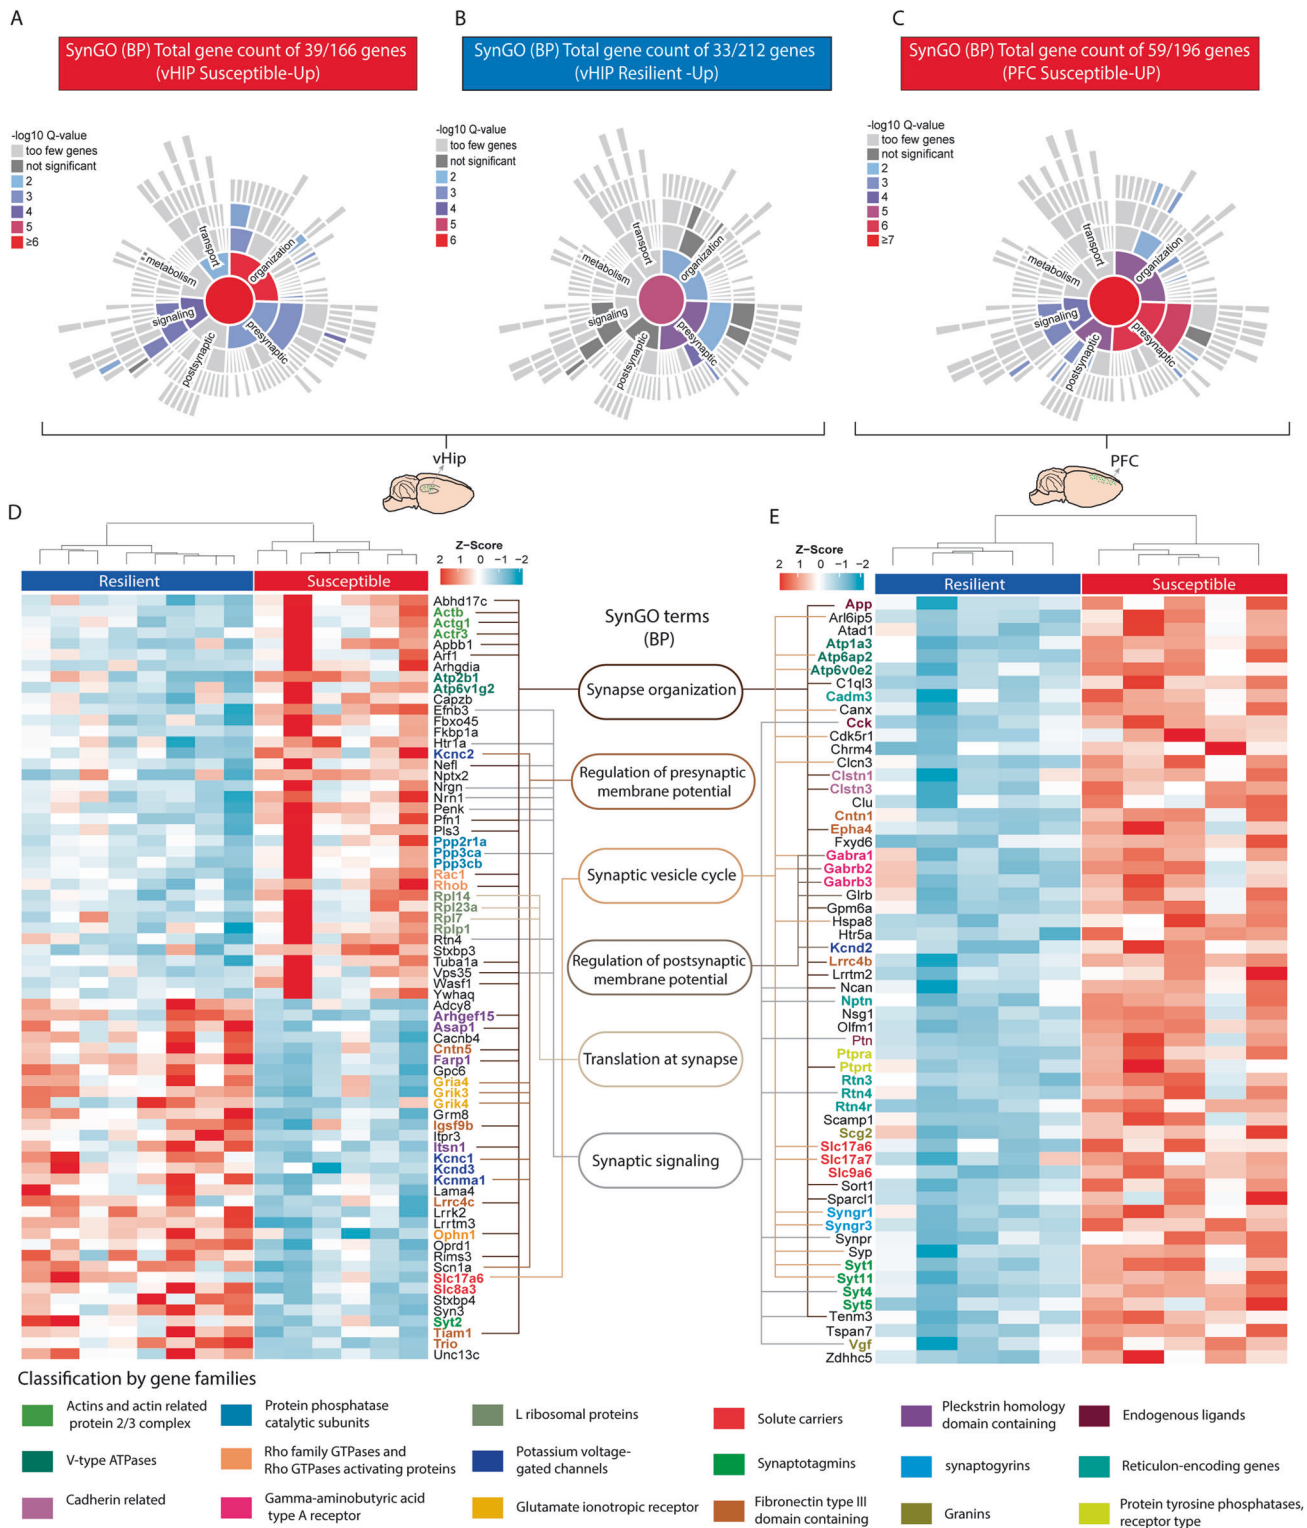 A
B
C
SynGO (BP) Total gene count of 39/166 genes
(vHIP Susceptible-Up)
SynGO (BP) Total gene count of 33/212 genes
(vHIP Resilient -Up)
SynGO (BP) Total gene count of 59/196 genes
(PFC Susceptible-UP)
-log10 Q-value
too few genes
not significant
2
3
4
5
≥6
transport
organization
metabolism
signaling
presynaptic
postsynaptic
-log10 Q-value
too few genes
not significant
2
3
4
5
6
transport
organization
metabolism
signaling
presynaptic
postsynaptic
-log10 Q-value
too few genes
not significant
2
3
4
5
6
≥7
transport
organization
metabolism
signaling
presynaptic
postsynaptic
vHip
PFC
D
Z-Score
2 1 0 −1 −2
Resilient
Susceptible
Abhd17c
Actb
Actg1
Actr3
Apbb1
Arf1
Arhgdia
Atp2b1
Atp6v1g2
Capzb
Efnb3
Fbxo45
Fkbp1a
Htr1a
Kcnc2
Nefl
Nptx2
Nrgn
Nrn1
Penk
Pfn1
Pls3
Ppp2r1a
Ppp3ca
Ppp3cb
Rac1
Rhob
Rpl14
Rpl23a
Rpl7
Rplp1
Rtn4
Stxbp3
Tuba1a
Vps35
Wasf1
Ywhaq
Adcy8
Arhgef15
Asap1
Cacnb4
Cntn5
Farp1
Gpc6
Gria4
Grik3
Grik4
Grm8
Igsf9b
Itpr3
Itsn1
Kcnc1
Kcnd3
Kcnma1
Lama4
Lrrc4c
Lrrk2
Lrrtm3
Ophn1
Oprd1
Rims3
Scn1a
Slc17a6
Slc8a3
Stxbp4
Syn3
Syt2
Tiam1
Trio
Unc13c
SynGO terms
(BP)
Synapse organization
Regulation of presynaptic
membrane potential
Synaptic vesicle cycle
Regulation of postsynaptic
membrane potential
Translation at synapse
Synaptic signaling
E
Z-Score
2 1 0 −1 −2
Resilient
Susceptible
App
Arl6ip5
Atad1
Atp1a3
Atp6ap2
Atp6v0e2
C1ql3
Cadm3
Canx
Cck
Cdk5r1
Chrm4
Clcn3
Clstn1
Clstn3
Clu
Cntn1
Epha4
Fxyd6
Gabra1
Gabrb2
Gabrb3
Glrb
Gpm6a
Hspa8
Htr5a
Kcnd2
Lrrc4b
Lrrtm2
Ncan
Nptn
Nsg1
Olfm1
Ptn
Ptpra
Ptprt
Rtn3
Rtn4
Rtn4r
Scamp1
Scg2
Slc17a6
Slc17a7
Slc9a6
Sort1
Sparcl1
Syngr1
Syngr3
Synpr
Syp
Syt1
Syt11
Syt4
Syt5
Tenm3
Tspan7
Vgf
Zdhhc5
Classification by gene families
Actins and actin related
protein 2/3 complex
Protein phosphatase
catalytic subunits
L ribosomal proteins
Solute carriers
Pleckstrin homology
domain containing
Endogenous ligands
V-type ATPases
Rho family GTPases and
Rho GTPases activating proteins
Potassium voltage-
gated channels
Synaptotagmins
synaptogyrins
Reticulon-encoding genes
Cadherin related
Gamma-aminobutyric acid
type A receptor
Glutamate ionotropic receptor
Fibronectin type III
domain containing
Granins
Protein tyrosine phosphatases,
receptor type